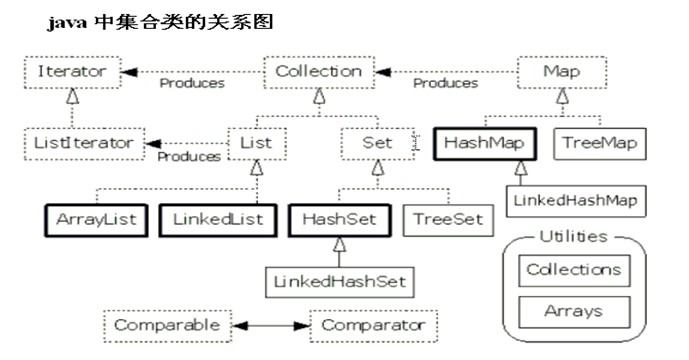 java 中集合类的关系图
Iterator
Collection
Map
Produces
Produces
ListIterator
List
Set
HashMap
TreeMap
Produces
LinkedHashMap
ArrayList
LinkedList
HashSet
TreeSet
Utilities
Collections
LinkedHashSet
Arrays
Comparable
Comparator